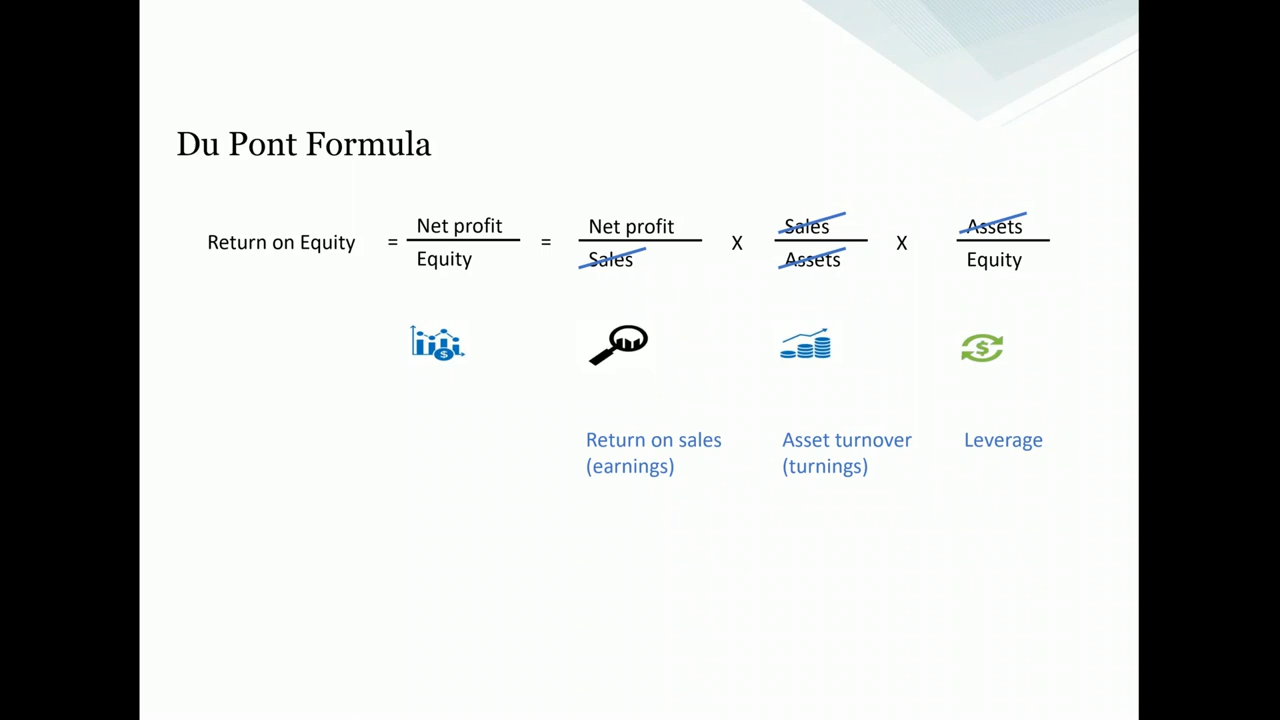 Du Pont Formula
Return on Equity = Net profit / Equity = Net profit / Sales X Sales / Assets X Assets / Equity
Return on sales (earnings)
Asset turnover (turnings)
Leverage